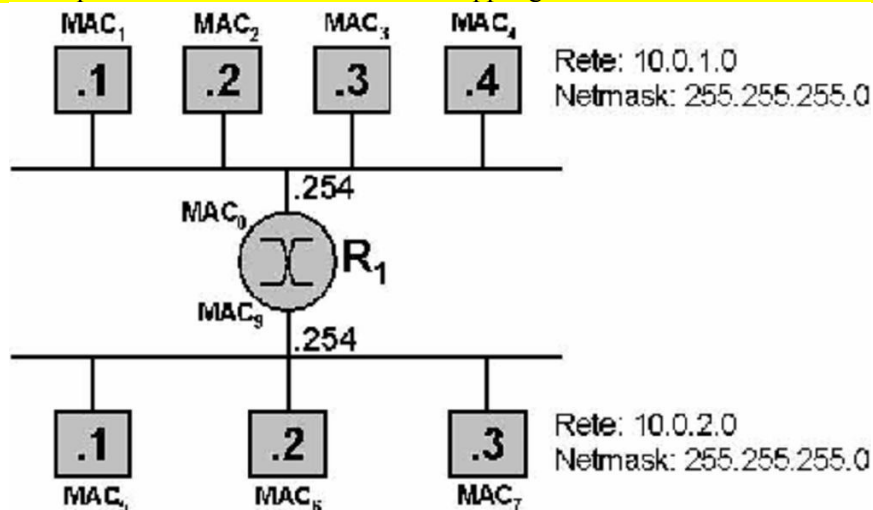 MAC₁ MAC₂ MAC₃ MAC₄
.1 .2 .3 .4
Rete: 10.0.1.0
Netmask: 255.255.255.0
.254
MAC₀
R₁
MAC₉
.254
.1 .2 .3
Rete: 10.0.2.0
Netmask: 255.255.255.0
MAC₆ MAC₇